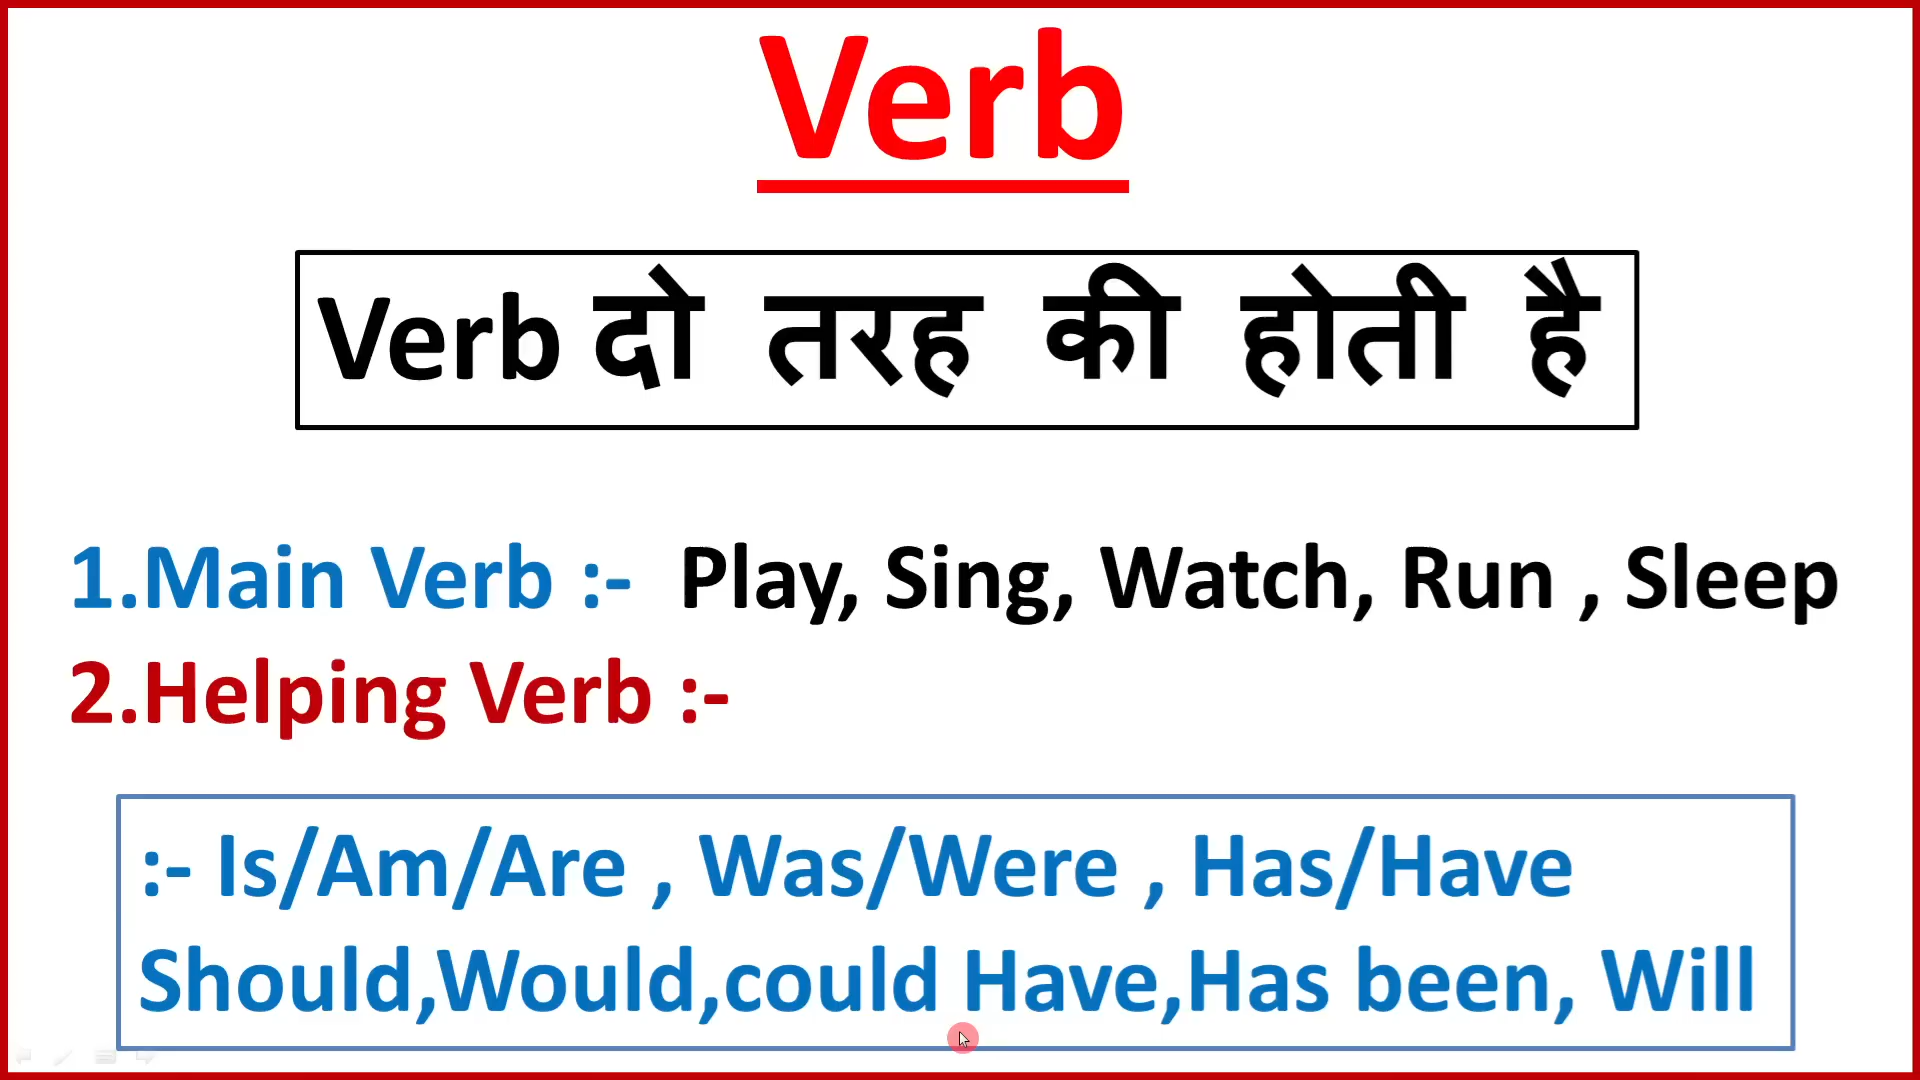 Verb
Verb दो तरह की होती है
1.Main Verb :- Play, Sing, Watch, Run , Sleep
2.Helping Verb :-
:- Is/Am/Are , Was/Were , Has/Have
Should,Would,could Have,Has been, Will